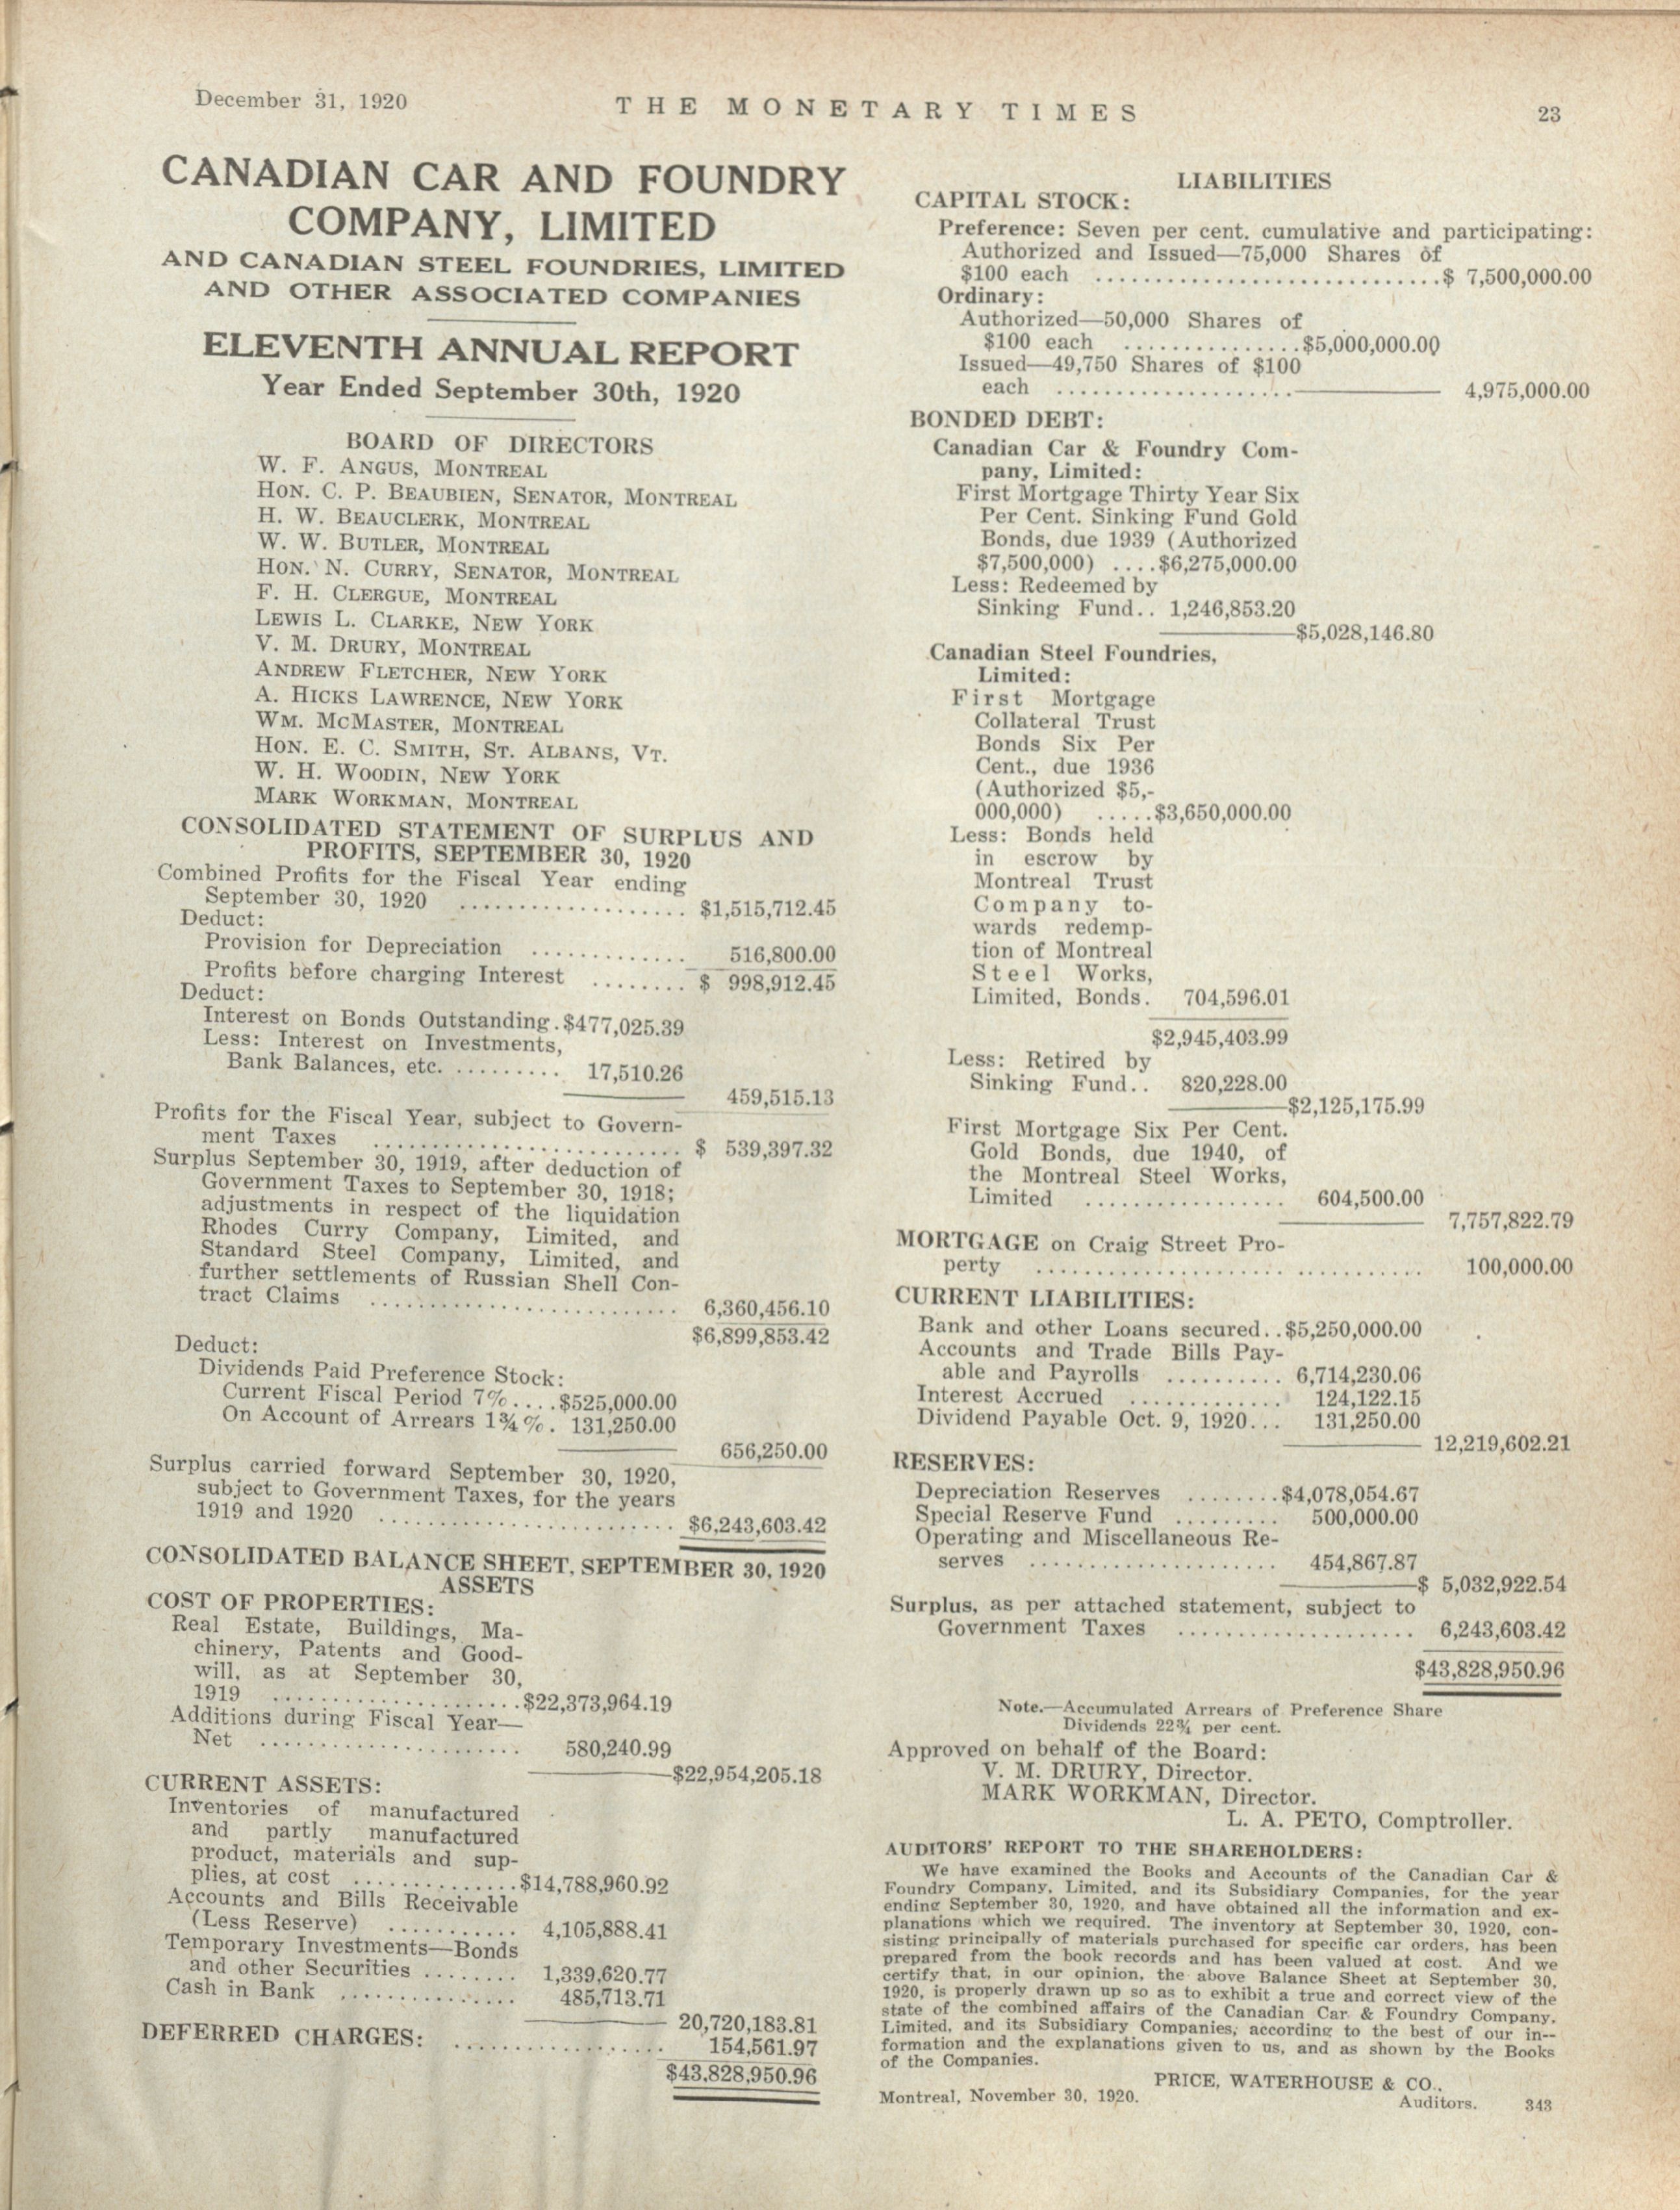 December 31, 1920
THE MONETARY TIMES
23
CANADIAN CAR AND FOUNDRY
COMPANY, LIMITED
AND CANADIAN STEEL FOUNDRIES, LIMITED
AND OTHER ASSOCIATED COMPANIES
ELEVENTH ANNUAL REPORT
Year Ended September 30th, 1920
BOARD OF DIRECTORS
W. F. ANGUS, MONTREAL
HON. C. P. BEAUBIEN, SENATOR, MONTREAL
H. W. BEAUCLERK, MONTREAL
W. W. BUTLER, MONTREAL
HON. N. CURRY, SENATOR, MONTREAL
F. H. CLERGUE, MONTREAL
LEWIS L. CLARKE, NEW YORK
V. M. DRURY, MONTREAL
ANDREW FLETCHER, NEW YORK
A. HICKS LAWRENCE, NEW YORK
WM. MCMASTER, MONTREAL
HON. E. C. SMITH, ST. ALBANS, VT.
W. H. WOODIN, NEW YORK
MARK WORKMAN, MONTREAL
CONSOLIDATED STATEMENT OF SURPLUS AND
PROFITS, SEPTEMBER 30, 1920
Combined Profits for the Fiscal Year ending
September 30, 1920 ................... $1,515,712.45
Deduct:
Provision for Depreciation ............. 516,800.00
Profits before charging Interest ........ $ 998,912.45
Deduct:
Interest on Bonds Outstanding. $477,025.39
Less: Interest on Investments,
Bank Balances, etc. ......... 17,510.26
459,515.13
Profits for the Fiscal Year, subject to Govern-
ment Taxes .......................... $ 539,397.32
Surplus September 30, 1919, after deduction of
Government Taxes to September 30, 1918;
adjustments in respect of the liquidation
Rhodes Curry Company, Limited, and
Standard Steel Company, Limited, and
further settlements of Russian Shell Con-
tract Claims .......................... 6,360,456.10
$6,899,853.42
Deduct:
Dividends Paid Preference Stock:
Current Fiscal Period 7%.... $525,000.00
On Account of Arrears 1¾%. 131,250.00
656,250.00
Surplus carried forward September 30, 1920,
subject to Government Taxes, for the years
1919 and 1920 ......................... $6,243,603.42
CONSOLIDATED BALANCE SHEET, SEPTEMBER 30, 1920
ASSETS
COST OF PROPERTIES:
Real Estate, Buildings, Ma-
chinery, Patents and Good-
will, as at September 30,
1919 ..................... $22,373,964.19
Additions during Fiscal Year—
Net ...................... 580,240.99
$22,954,205.18
CURRENT ASSETS:
Inventories of manufactured
and partly manufactured
product, materials and sup-
plies, at cost .............. $14,788,960.92
Accounts and Bills Receivable
(Less Reserve) ........... 4,105,888.41
Temporary Investments—Bonds
and other Securities ........ 1,339,620.77
Cash in Bank ............... 485,713.71
20,720,183.81
DEFERRED CHARGES: .................. 154,561.97
$43,828,950.96
LIABILITIES
CAPITAL STOCK:
Preference: Seven per cent. cumulative and participating:
Authorized and Issued—75,000 Shares of
$100 each ............................. $ 7,500,000.00
Ordinary:
Authorized—50,000 Shares of
$100 each ............... $5,000,000.00
Issued—49,750 Shares of $100
each .................... 4,975,000.00
BONDED DEBT:
Canadian Car & Foundry Com-
pany, Limited:
First Mortgage Thirty Year Six
Per Cent. Sinking Fund Gold
Bonds, due 1939 (Authorized
$7,500,000) .... $6,275,000.00
Less: Redeemed by
Sinking Fund.. 1,246,853.20
$5,028,146.80
Canadian Steel Foundries,
Limited:
First Mortgage
Collateral Trust
Bonds Six Per
Cent., due 1936
(Authorized $5,-
000,000) ..... $3,650,000.00
Less: Bonds held
in escrow by
Montreal Trust
Company to-
wards redemp-
tion of Montreal
Steel Works,
Limited, Bonds. 704,596.01
$2,945,403.99
Less: Retired by
Sinking Fund.. 820,228.00
$2,125,175.99
First Mortgage Six Per Cent.
Gold Bonds, due 1940, of
the Montreal Steel Works,
Limited ................. 604,500.00
7,757,822.79
MORTGAGE on Craig Street Pro-
perty ................................ 100,000.00
CURRENT LIABILITIES:
Bank and other Loans secured.. $5,250,000.00
Accounts and Trade Bills Pay-
able and Payrolls .......... 6,714,230.06
Interest Accrued ............. 124,122.15
Dividend Payable Oct. 9, 1920... 131,250.00
12,219,602.21
RESERVES:
Depreciation Reserves ........ $4,078,054.67
Special Reserve Fund ......... 500,000.00
Operating and Miscellaneous Re-
serves ..................... 454,867.87
$ 5,032,922.54
Surplus, as per attached statement, subject to
Government Taxes .................... 6,243,603.42
$43,828,950.96
Note.—Accumulated Arrears of Preference Share
Dividends 22¾ per cent.
Approved on behalf of the Board:
V. M. DRURY, Director.
MARK WORKMAN, Director.
L. A. PETO, Comptroller.
AUDITORS' REPORT TO THE SHAREHOLDERS:
We have examined the Books and Accounts of the Canadian Car &
Foundry Company, Limited, and its Subsidiary Companies, for the year
ending September 30, 1920, and have obtained all the information and ex-
planations which we required. The inventory at September 30, 1920, con-
sisting principally of materials purchased for specific car orders, has been
prepared from the book records and has been valued at cost. And we
certify that, in our opinion, the above Balance Sheet at September 30,
1920, is properly drawn up so as to exhibit a true and correct view of the
state of the combined affairs of the Canadian Car & Foundry Company,
Limited, and its Subsidiary Companies, according to the best of our in--
formation and the explanations given to us, and as shown by the Books
of the Companies.
PRICE, WATERHOUSE & CO.,
Montreal, November 30, 1920.
Auditors. 343